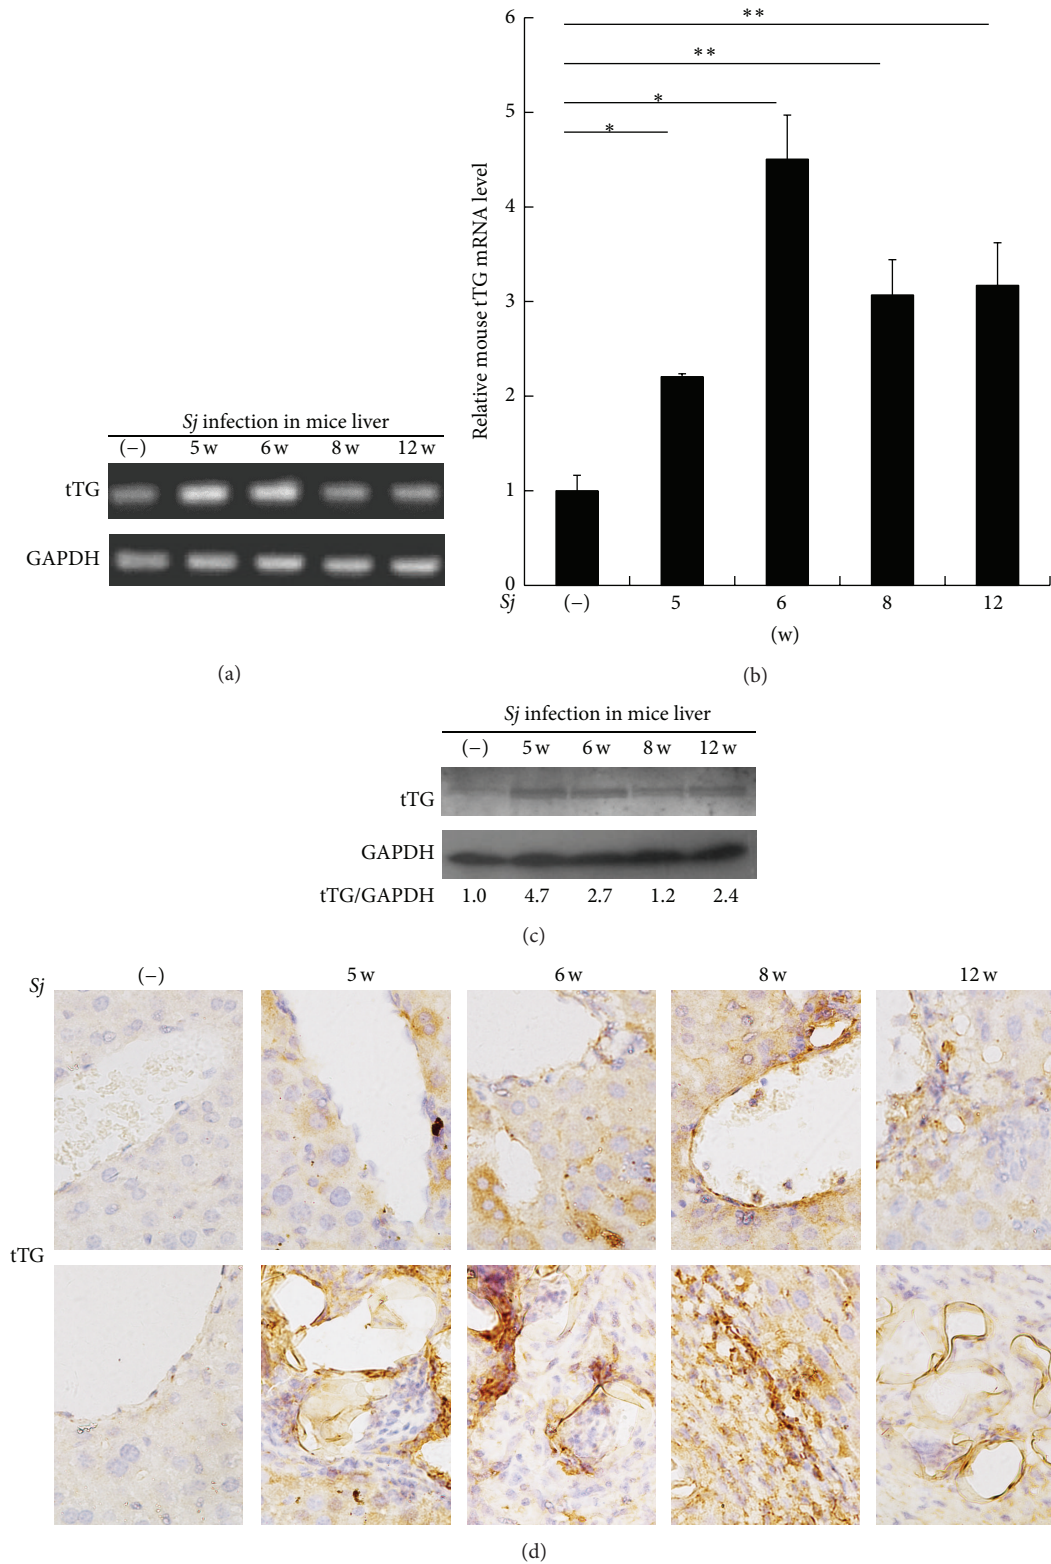 Sj infection in mice liver
(−) 5 w 6 w 8 w 12 w
tTG
GAPDH
(a)
Relative mouse tTG mRNA level
6
5
4
3
2
1
0
**
**
*
*
Sj (−) 5 6 8 12
(w)
(b)
Sj infection in mice liver
(−) 5 w 6 w 8 w 12 w
tTG
GAPDH
tTG/GAPDH 1.0 4.7 2.7 1.2 2.4
(c)
Sj (−) 5 w 6 w 8 w 12 w
tTG
(d)